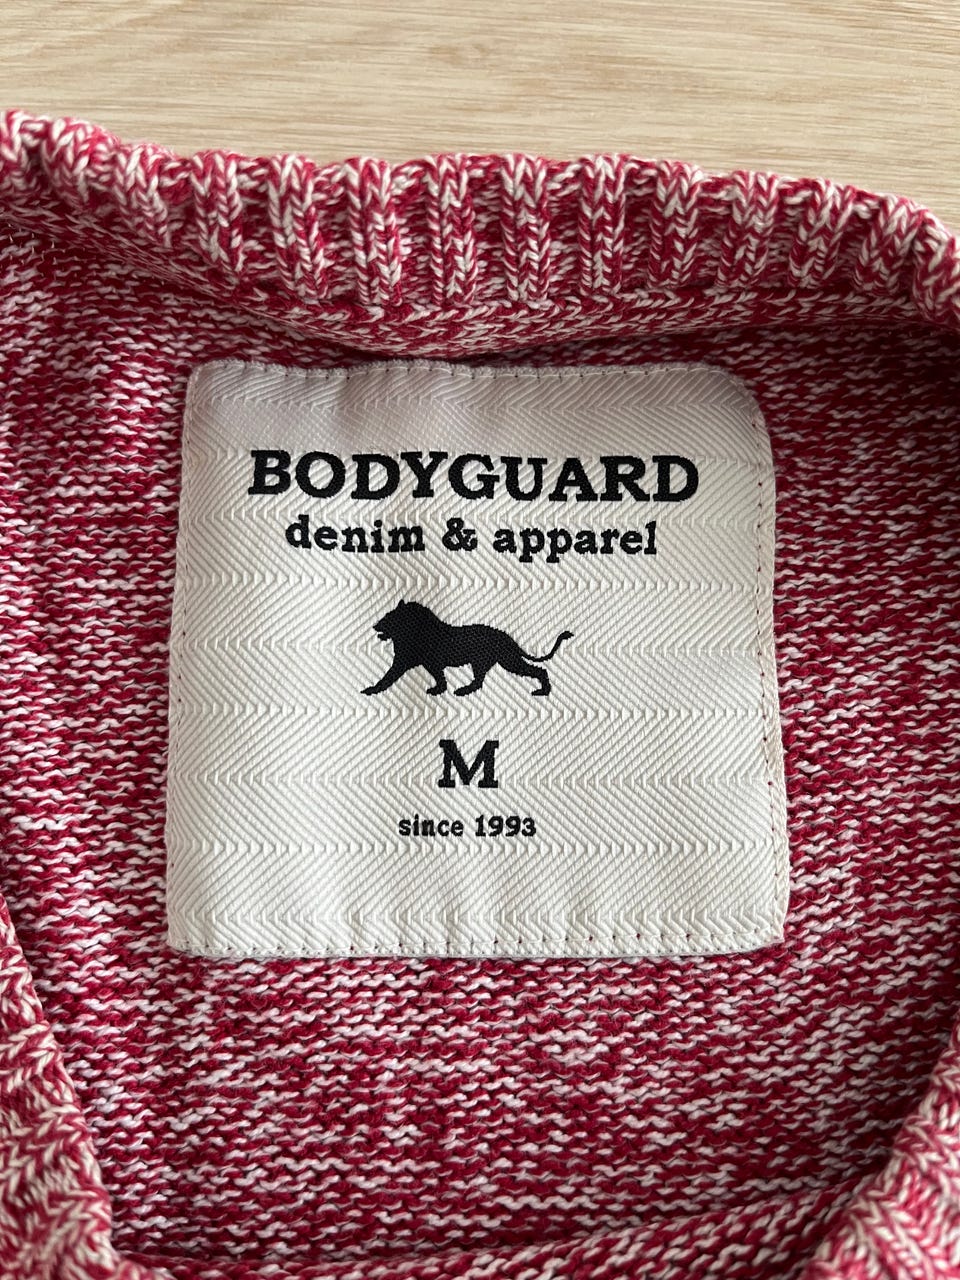 BODYGUARD
denim & apparel
M
since 1993